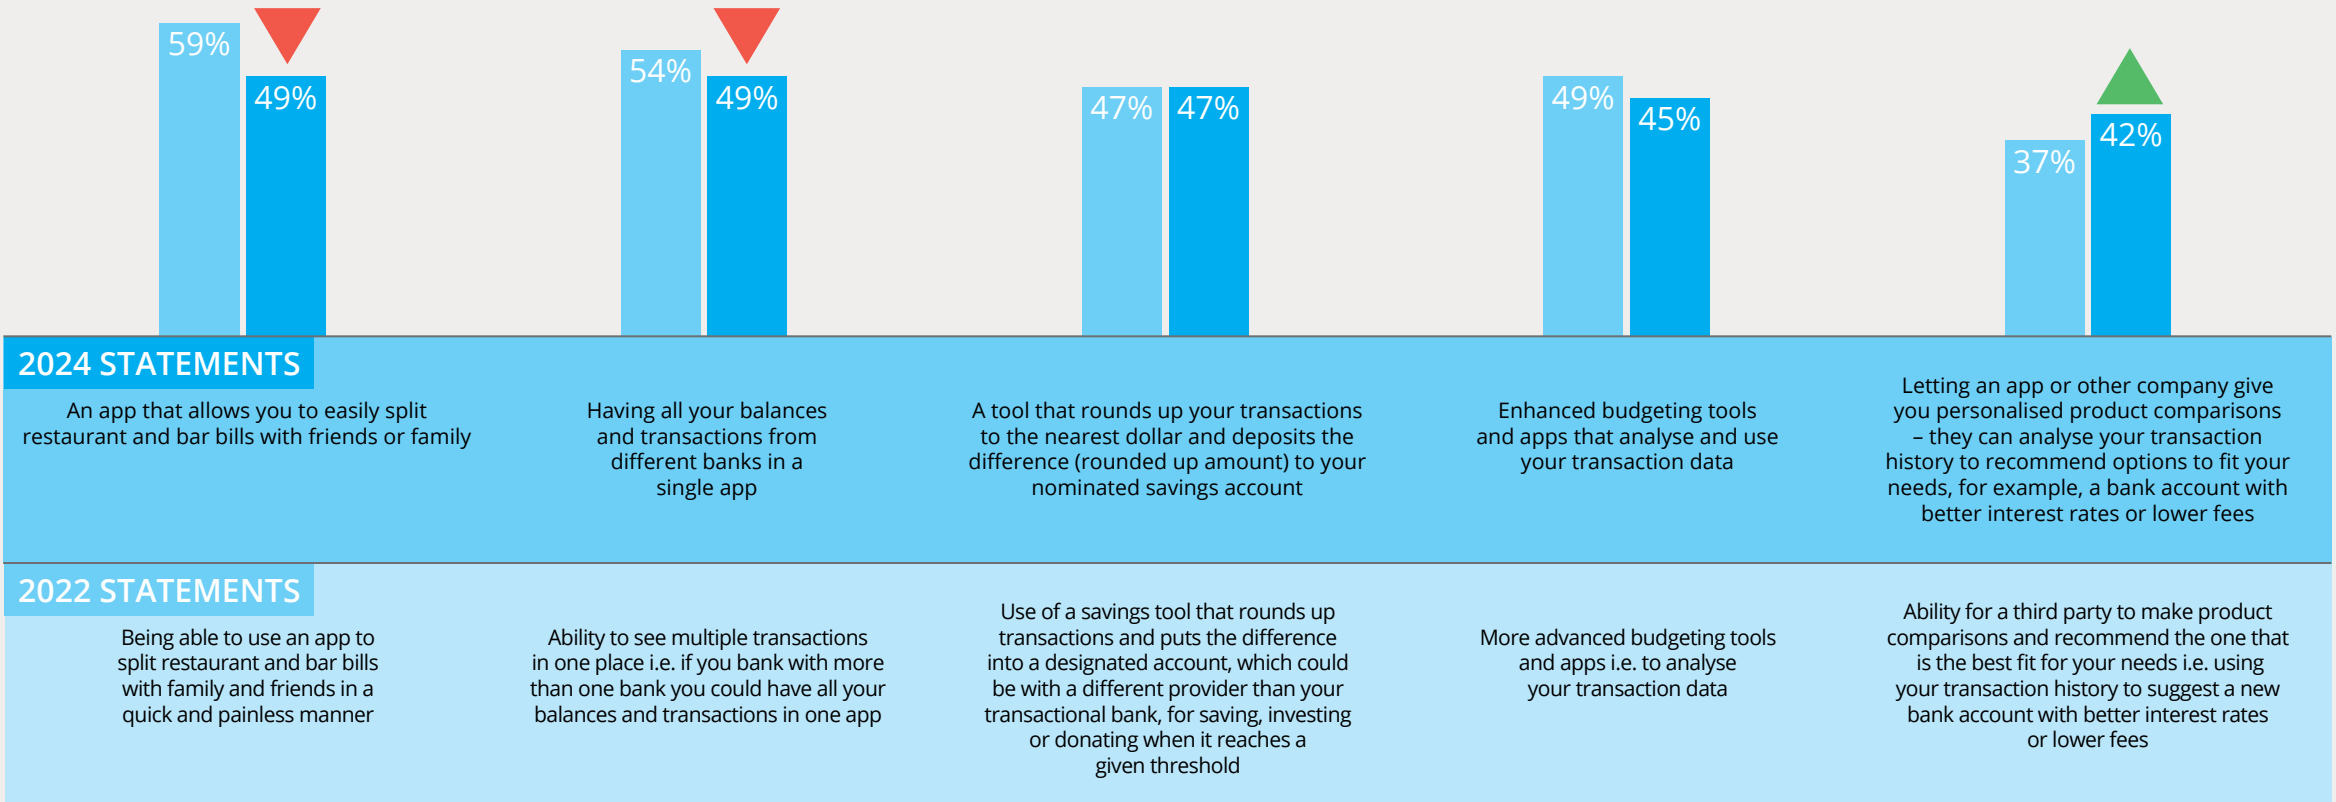 59%
49%
54%
49%
47%
47%
49%
45%
37%
42%
2024 STATEMENTS
An app that allows you to easily split
restaurant and bar bills with friends or family
Having all your balances
and transactions from
different banks in a
single app
A tool that rounds up your transactions
to the nearest dollar and deposits the
difference (rounded up amount) to your
nominated savings account
Enhanced budgeting tools
and apps that analyse and use
your transaction data
Letting an app or other company give
you personalised product comparisons
– they can analyse your transaction
history to recommend options to fit your
needs, for example, a bank account with
better interest rates or lower fees
2022 STATEMENTS
Being able to use an app to
split restaurant and bar bills
with family and friends in a
quick and painless manner
Ability to see multiple transactions
in one place i.e. if you bank with more
than one bank you could have all your
balances and transactions in one app
Use of a savings tool that rounds up
transactions and puts the difference
into a designated account, which could
be with a different provider than your
transactional bank, for saving, investing
or donating when it reaches a
given threshold
More advanced budgeting tools
and apps i.e. to analyse
your transaction data
Ability for a third party to make product
comparisons and recommend the one that
is the best fit for your needs i.e. using
your transaction history to suggest a new
bank account with better interest rates
or lower fees